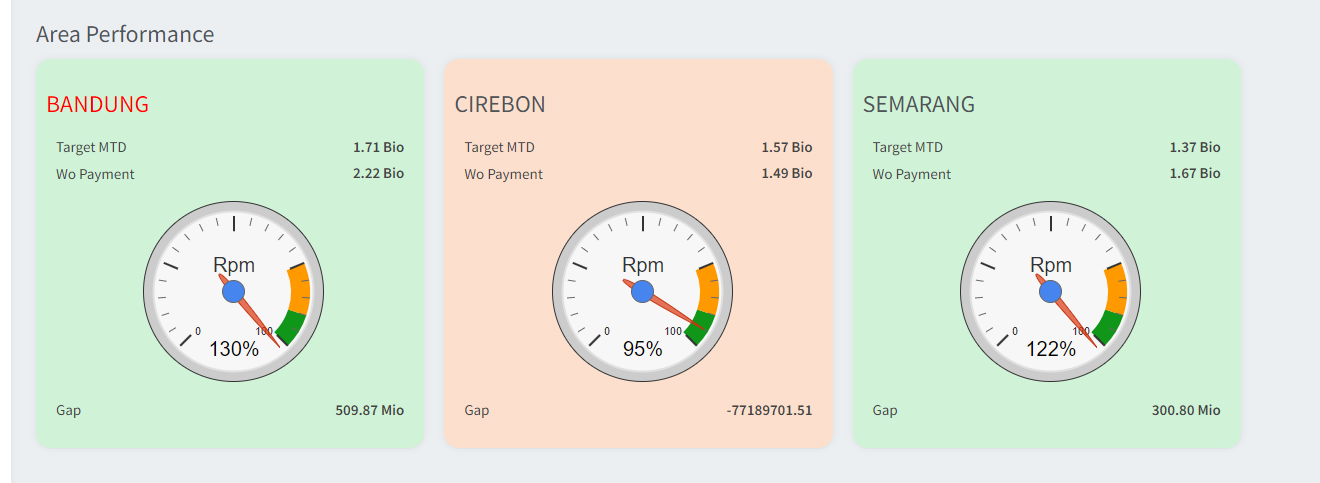 Area Performance
BANDUNG
Target MTD 1.71 Bio
Wo Payment 2.22 Bio
Rpm
0 100
130%
Gap 509.87 Mio
CIREBON
Target MTD 1.57 Bio
Wo Payment 1.49 Bio
Rpm
0 100
95%
Gap -77189701.51
SEMARANG
Target MTD 1.37 Bio
Wo Payment 1.67 Bio
Rpm
0 100
122%
Gap 300.80 Mio